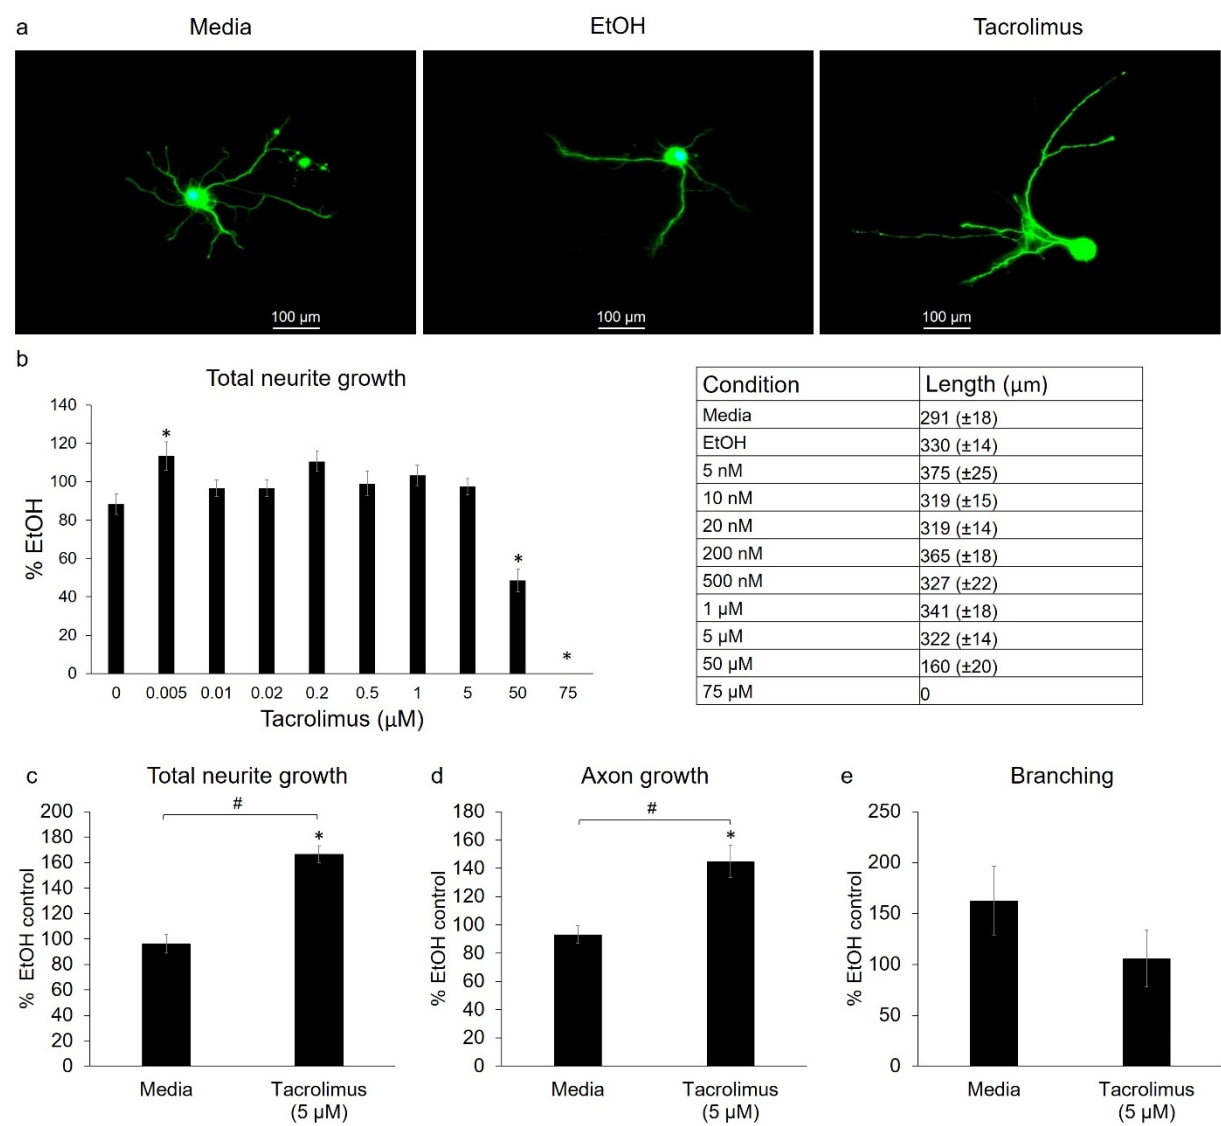 a
Media EtOH Tacrolimus
100 µm 100 µm 100 µm
b
Total neurite growth
% EtOH
140
120
100
80
60
40
20
0
*
*
*
0 0.005 0.01 0.02 0.2 0.5 1 5 50 75
Tacrolimus (µM)
Condition Length (µm)
Media 291 (±18)
EtOH 330 (±14)
5 nM 375 (±25)
10 nM 319 (±15)
20 nM 319 (±14)
200 nM 365 (±18)
500 nM 327 (±22)
1 µM 341 (±18)
5 µM 322 (±14)
50 µM 160 (±20)
75 µM 0
c
Total neurite growth
% EtOH control
200
180
160
140
120
100
80
60
40
20
0
#
*
Media Tacrolimus
(5 µM)
d
Axon growth
% EtOH control
180
160
140
120
100
80
60
40
20
0
#
*
Media Tacrolimus
(5 µM)
e
Branching
% EtOH control
250
200
150
100
50
0
Media Tacrolimus
(5 µM)